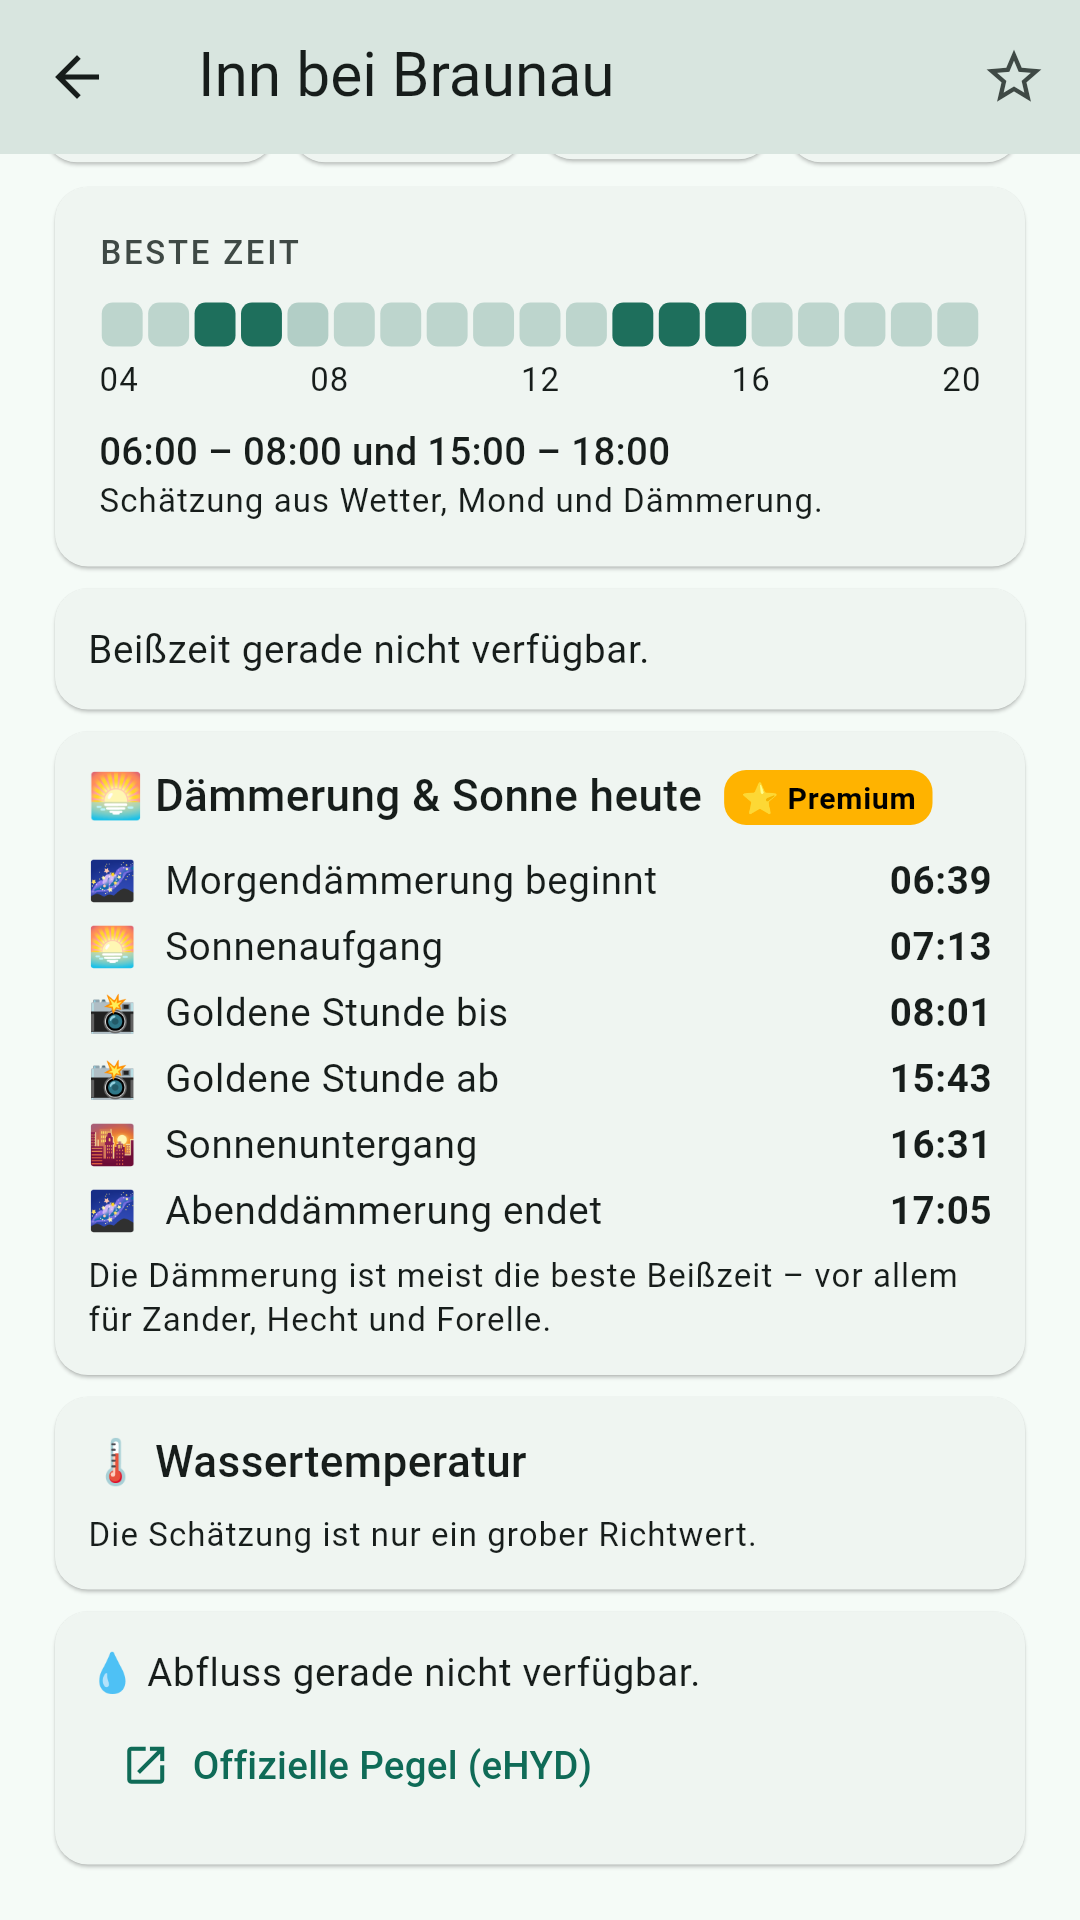 Inn bei Braunau
BESTE ZEIT
04 08 12 16 20
06:00 – 08:00 und 15:00 – 18:00
Schätzung aus Wetter, Mond und Dämmerung.
Beißzeit gerade nicht verfügbar.
Dämmerung & Sonne heute ⭐ Premium
Morgendämmerung beginnt 06:39
Sonnenaufgang 07:13
Goldene Stunde bis 08:01
Goldene Stunde ab 15:43
Sonnenuntergang 16:31
Abenddämmerung endet 17:05
Die Dämmerung ist meist die beste Beißzeit – vor allem
für Zander, Hecht und Forelle.
Wassertemperatur
Die Schätzung ist nur ein grober Richtwert.
Abfluss gerade nicht verfügbar.
Offizielle Pegel (eHYD)